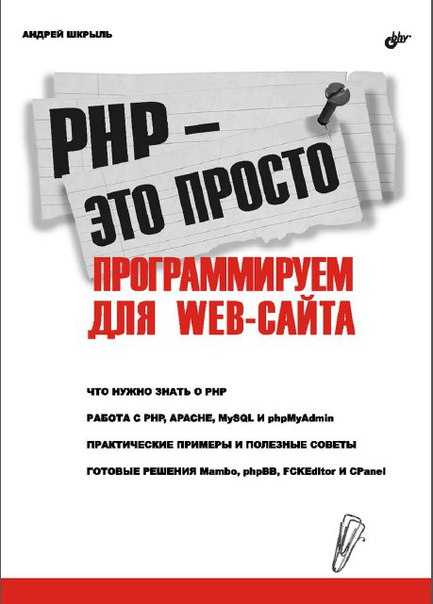 АНДРЕЙ ШКРЫЛЬ
bhv
PHP –
ЭТО ПРОСТО
ПРОГРАММИРУЕМ
ДЛЯ WEB-САЙТА
ЧТО НУЖНО ЗНАТЬ О PHP
РАБОТА С PHP, APACHE, MySQL И phpMyAdmin
ПРАКТИЧЕСКИЕ ПРИМЕРЫ И ПОЛЕЗНЫЕ СОВЕТЫ
ГОТОВЫЕ РЕШЕНИЯ Mambo, phpBB, FCKEditor И CPanel